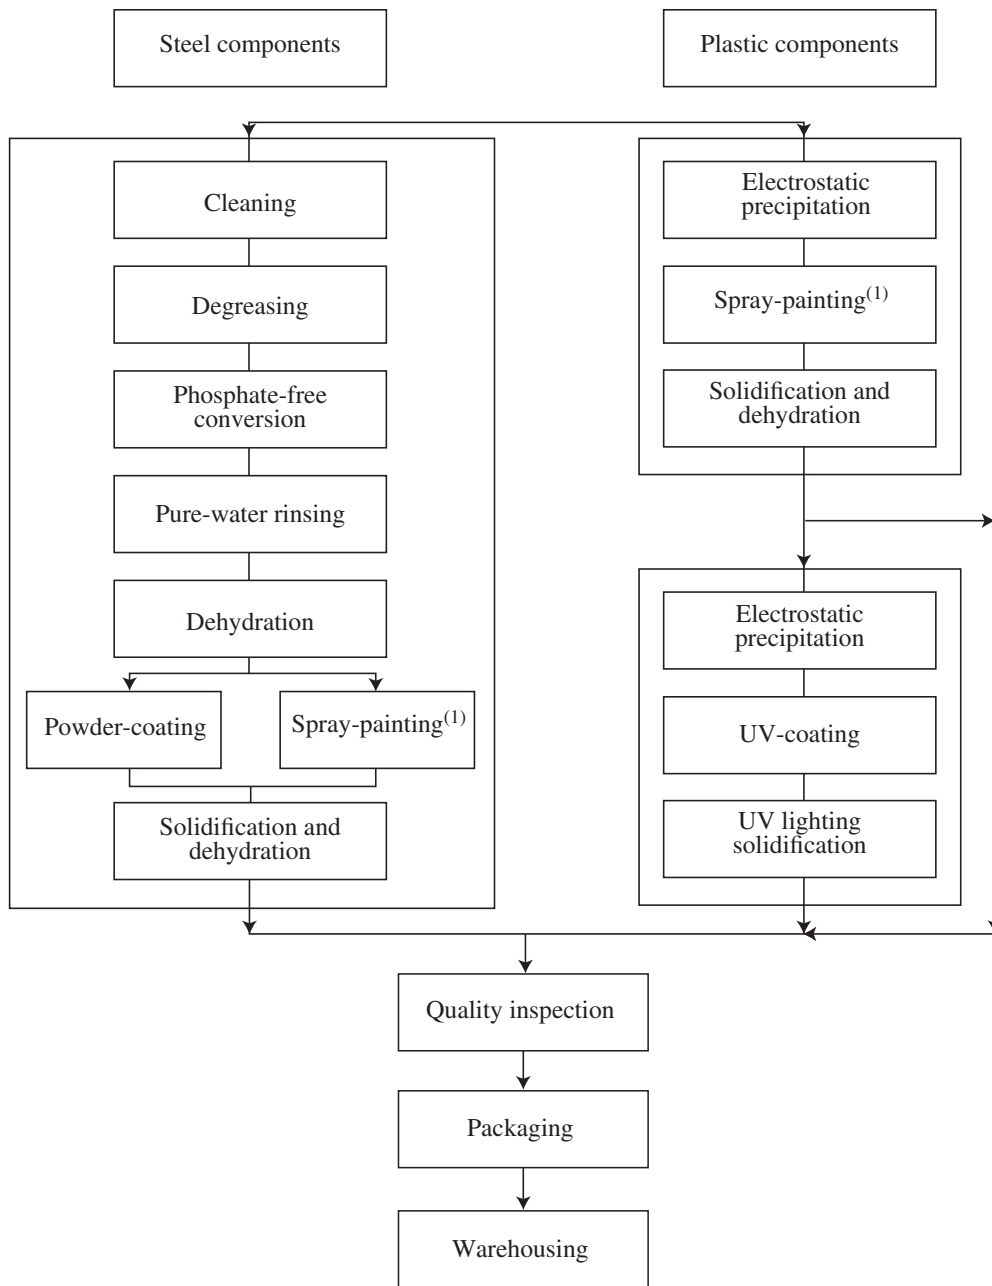 Steel components
Plastic components
Cleaning
Degreasing
Phosphate-free
conversion
Pure-water rinsing
Dehydration
Powder-coating
Spray-painting(1)
Solidification and
dehydration
Electrostatic
precipitation
Spray-painting(1)
Solidification and
dehydration
Electrostatic
precipitation
UV-coating
UV lighting
solidification
Quality inspection
Packaging
Warehousing